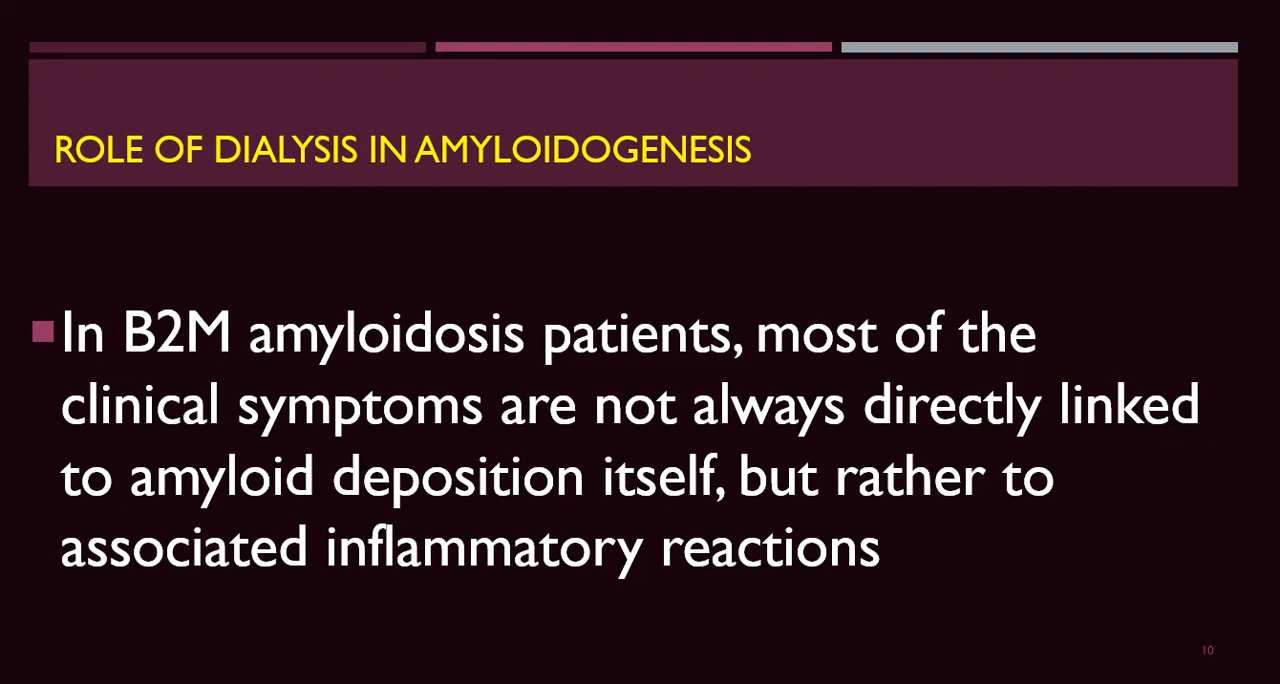 ROLE OF DIALYSIS IN AMYLOIDOGENESIS
In B2M amyloidosis patients, most of the
clinical symptoms are not always directly linked
to amyloid deposition itself, but rather to
associated inflammatory reactions
10